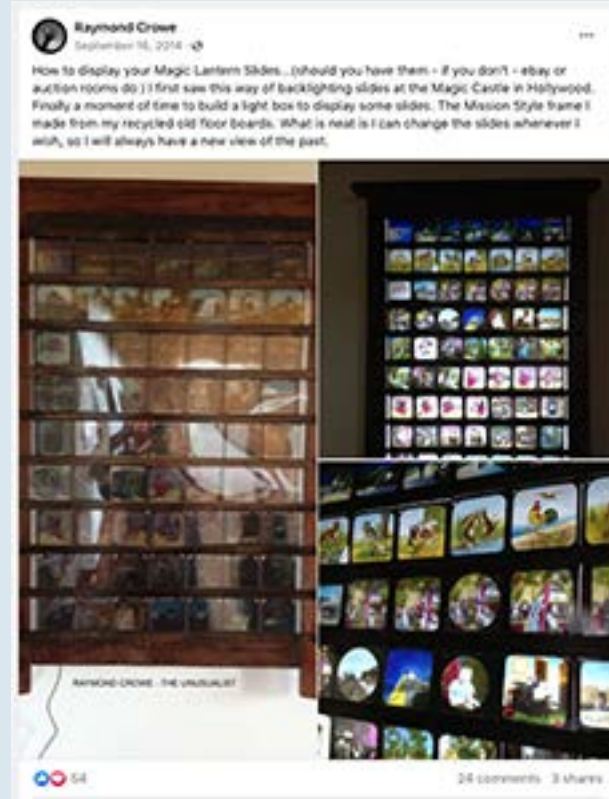 Raymond Crowe
September 16, 2014
How to display your Magic Lantern Slides...(should you have them - if you don't - ebay or
auction rooms do ) I first saw this way of backlighting slides at the Magic Castle in Hollywood.
Finally a moment of time to build a light box to display some slides. The Mission Style frame I
made from my recycled old floor boards. What is neat is I can change the slides whenever I
wish, so I will always have a new view of the past.
RAYMOND CROWE - THE UNUSUALIST
64
24 comments 3 shares